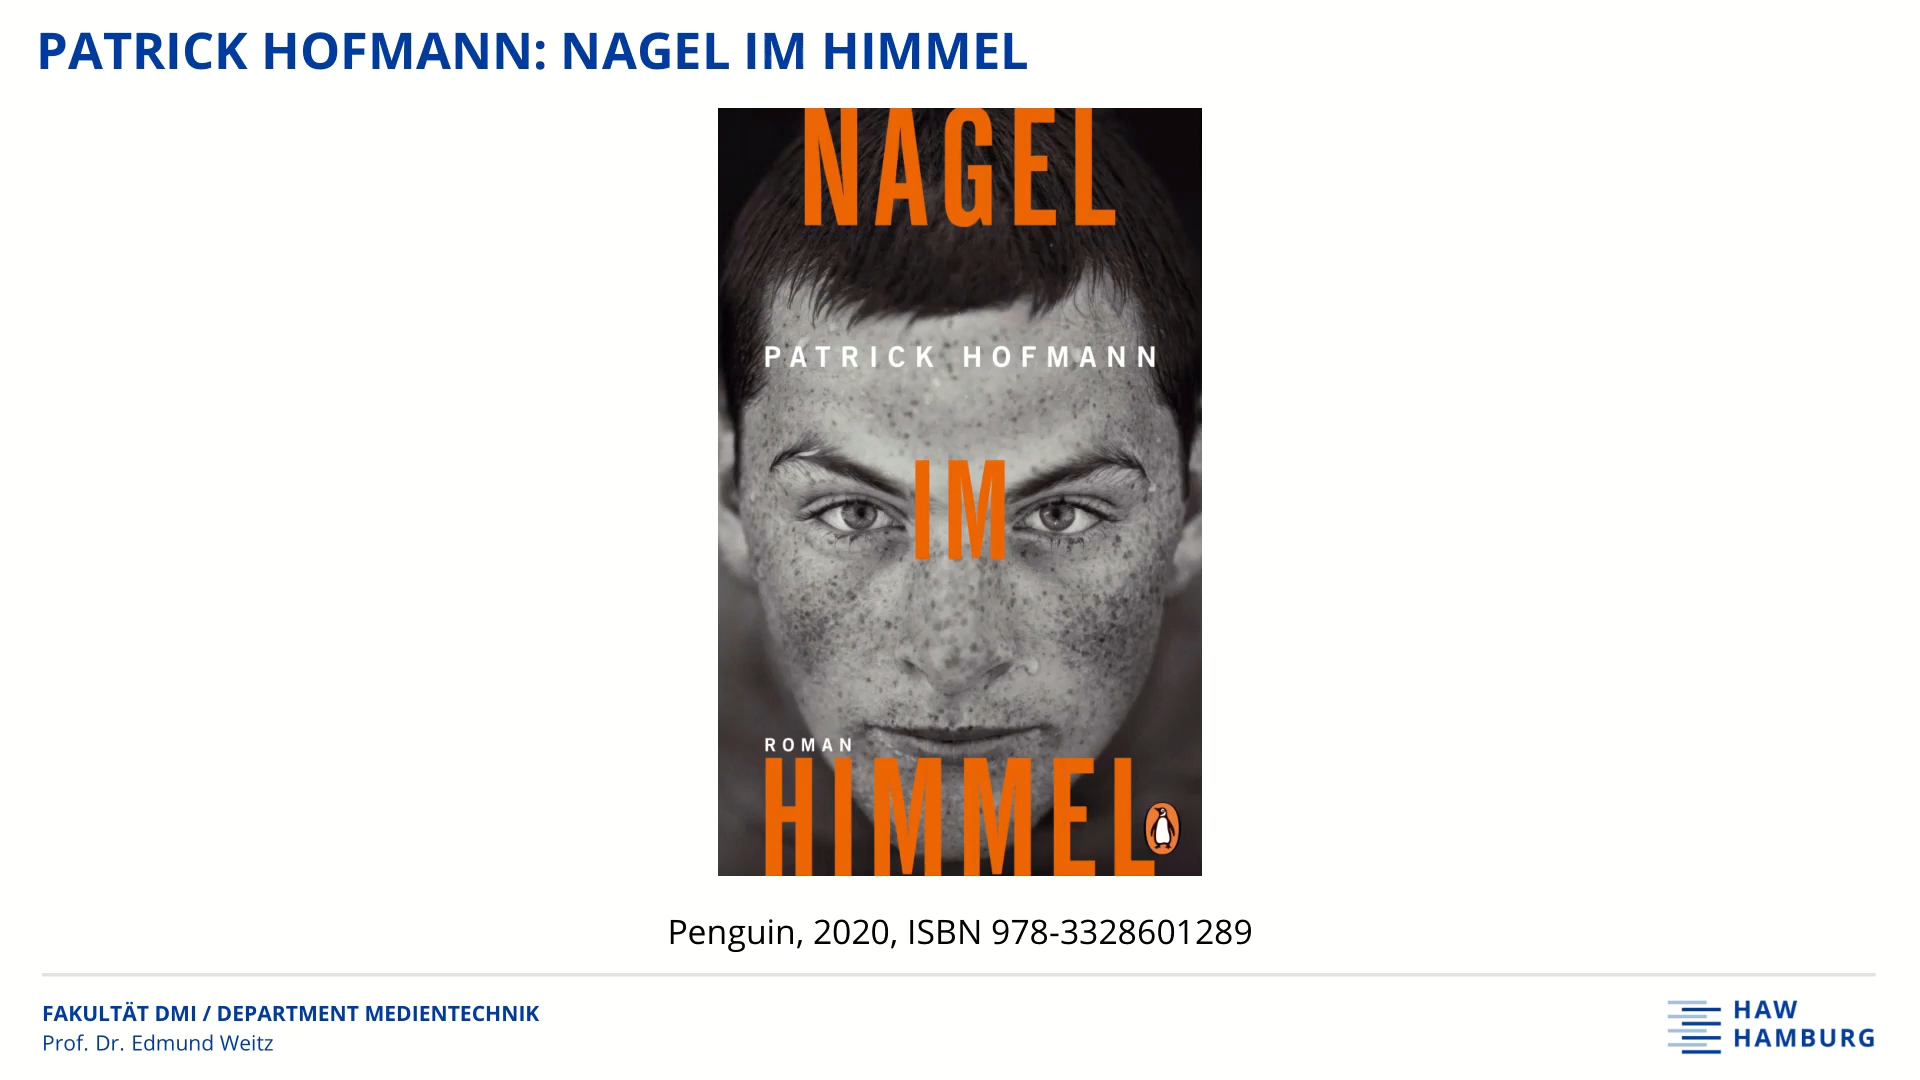 PATRICK HOFMANN: NAGEL IM HIMMEL
NAGEL
PATRICK HOFMANN
IM
ROMAN
HIMMEL
Penguin, 2020, ISBN 978-3328601289
FAKULTÄT DMI / DEPARTMENT MEDIENTECHNIK
Prof. Dr. Edmund Weitz
HAW
HAMBURG